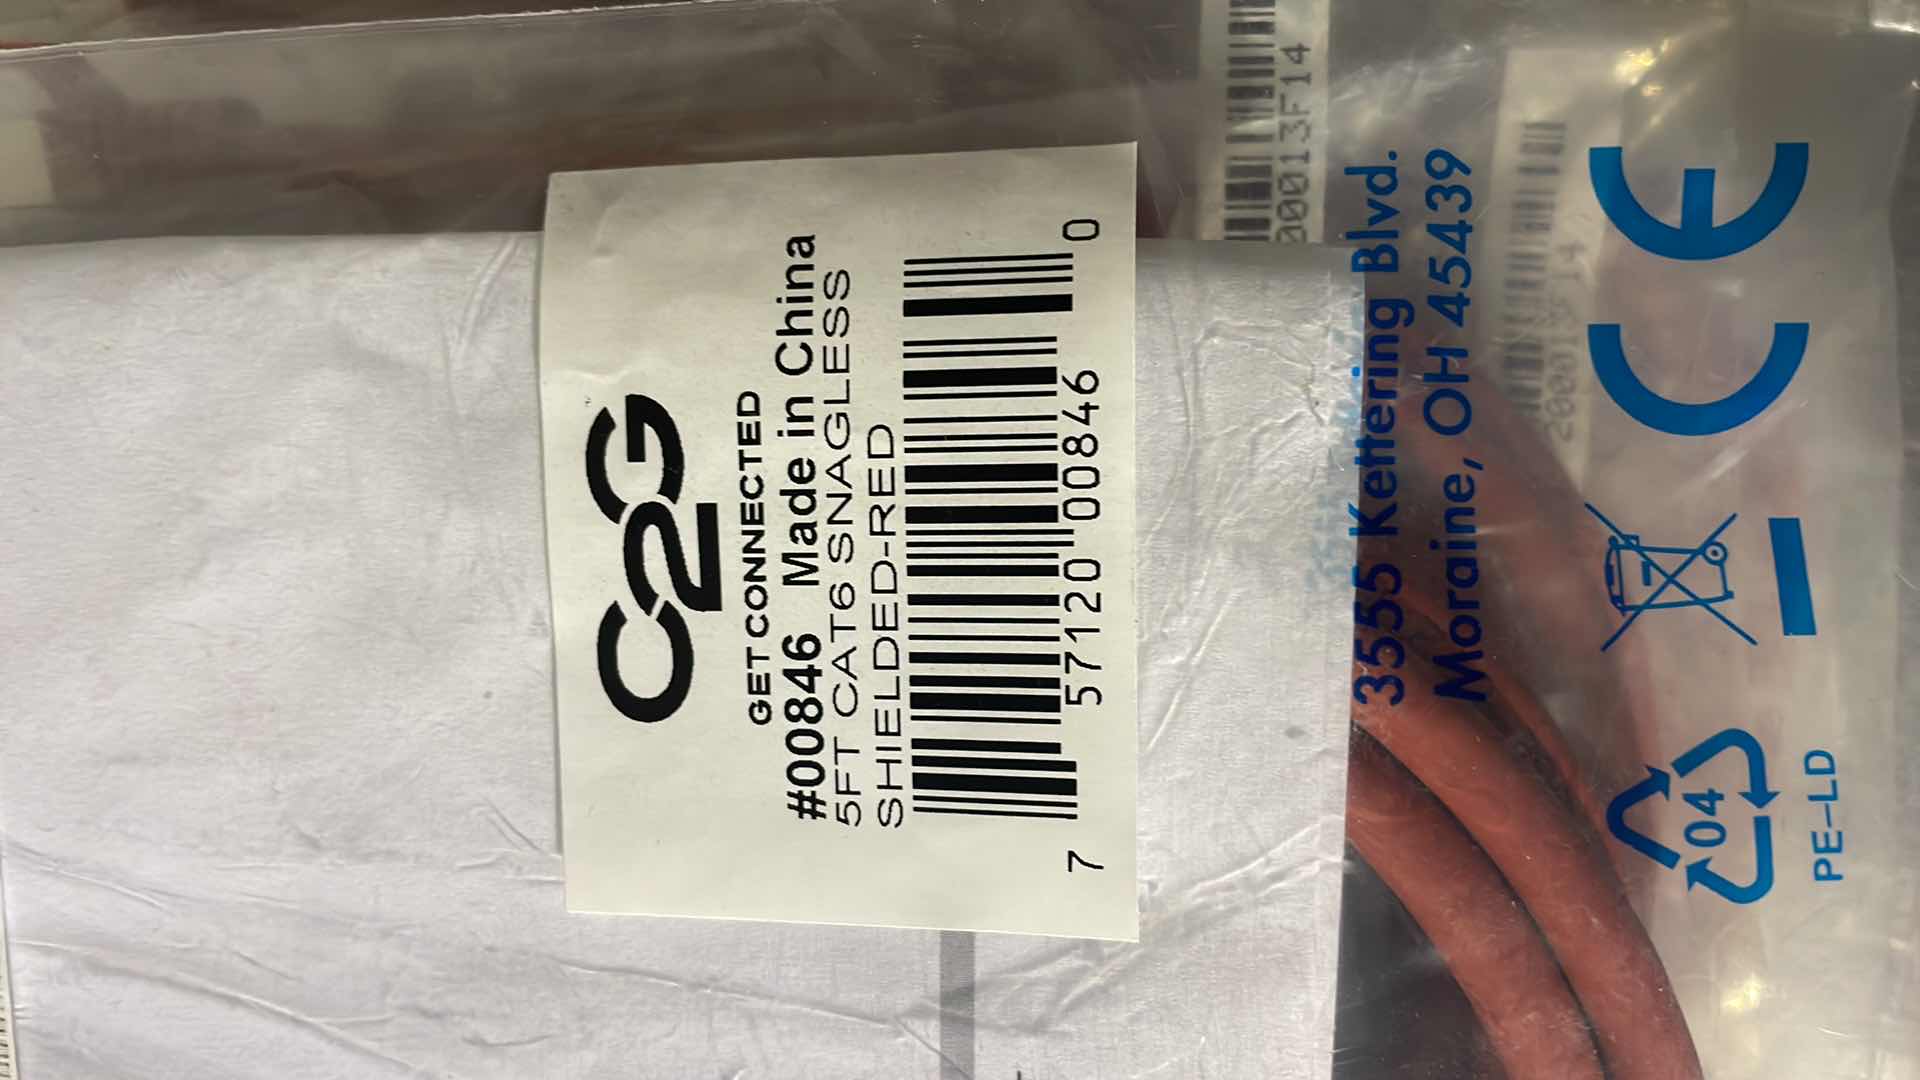 C2G
GET CONNECTED
#00846 Made in China
5FT CAT6 SNAGLESS
SHIELDED-RED
7 57120 00846 0
3555 Kettering Blvd.
Moraine, OH 45439
00013F14
CE
04
PE-LD